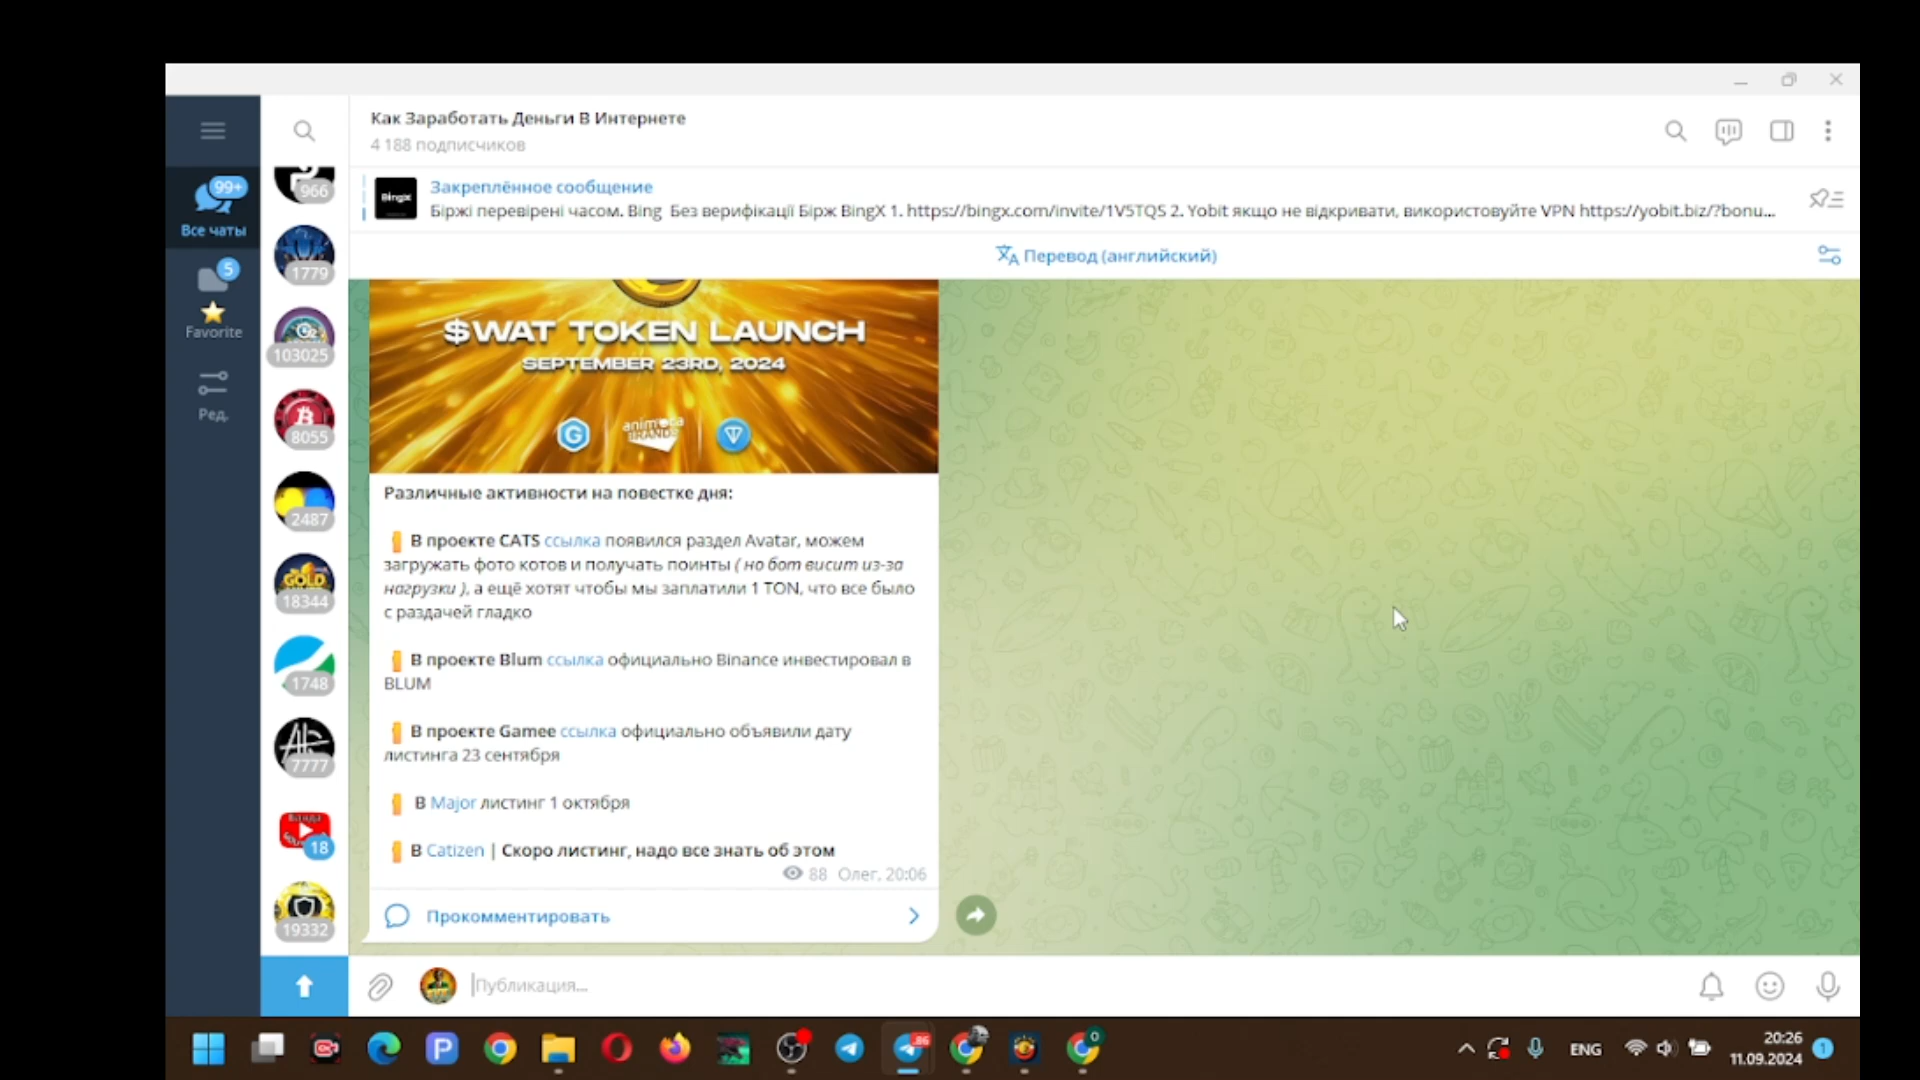 Как Заработать Деньги В Интернете
4 188 подписчиков
99+
Все чаты
5
Favorite
Ред.
966
1779
103025
8055
2487
GOLD
18344
1748
7777
18
19332
BingX
Закреплённое сообщение
Біржі перевірені часом. Bing Без верифікації Бірж BingX 1. https://bingx.com/invite/1V5TQS 2. Yobit якщо не відкривати, використовуйте VPN https://yobit.biz/?bonu...
Перевод (английский)
$WAT TOKEN LAUNCH
SEPTEMBER 23RD, 2024
animoca
BRANDS
Различные активности на повестке дня:
В проекте CATS ссылка появился раздел Avatar, можем
загружать фото котов и получать поинты ( но бот висит из-за
нагрузки ), а ещё хотят чтобы мы заплатили 1 TON, что все было
с раздачей гладко
В проекте Blum ссылка официально Binance инвестировал в
BLUM
В проекте Gamee ссылка официально объявили дату
листинга 23 сентября
В Major листинг 1 октября
В Catizen | Скоро листинг, надо все знать об этом
88 Олег, 20:06
Прокомментировать
Публикация...
ENG
20:26
11.09.2024
1